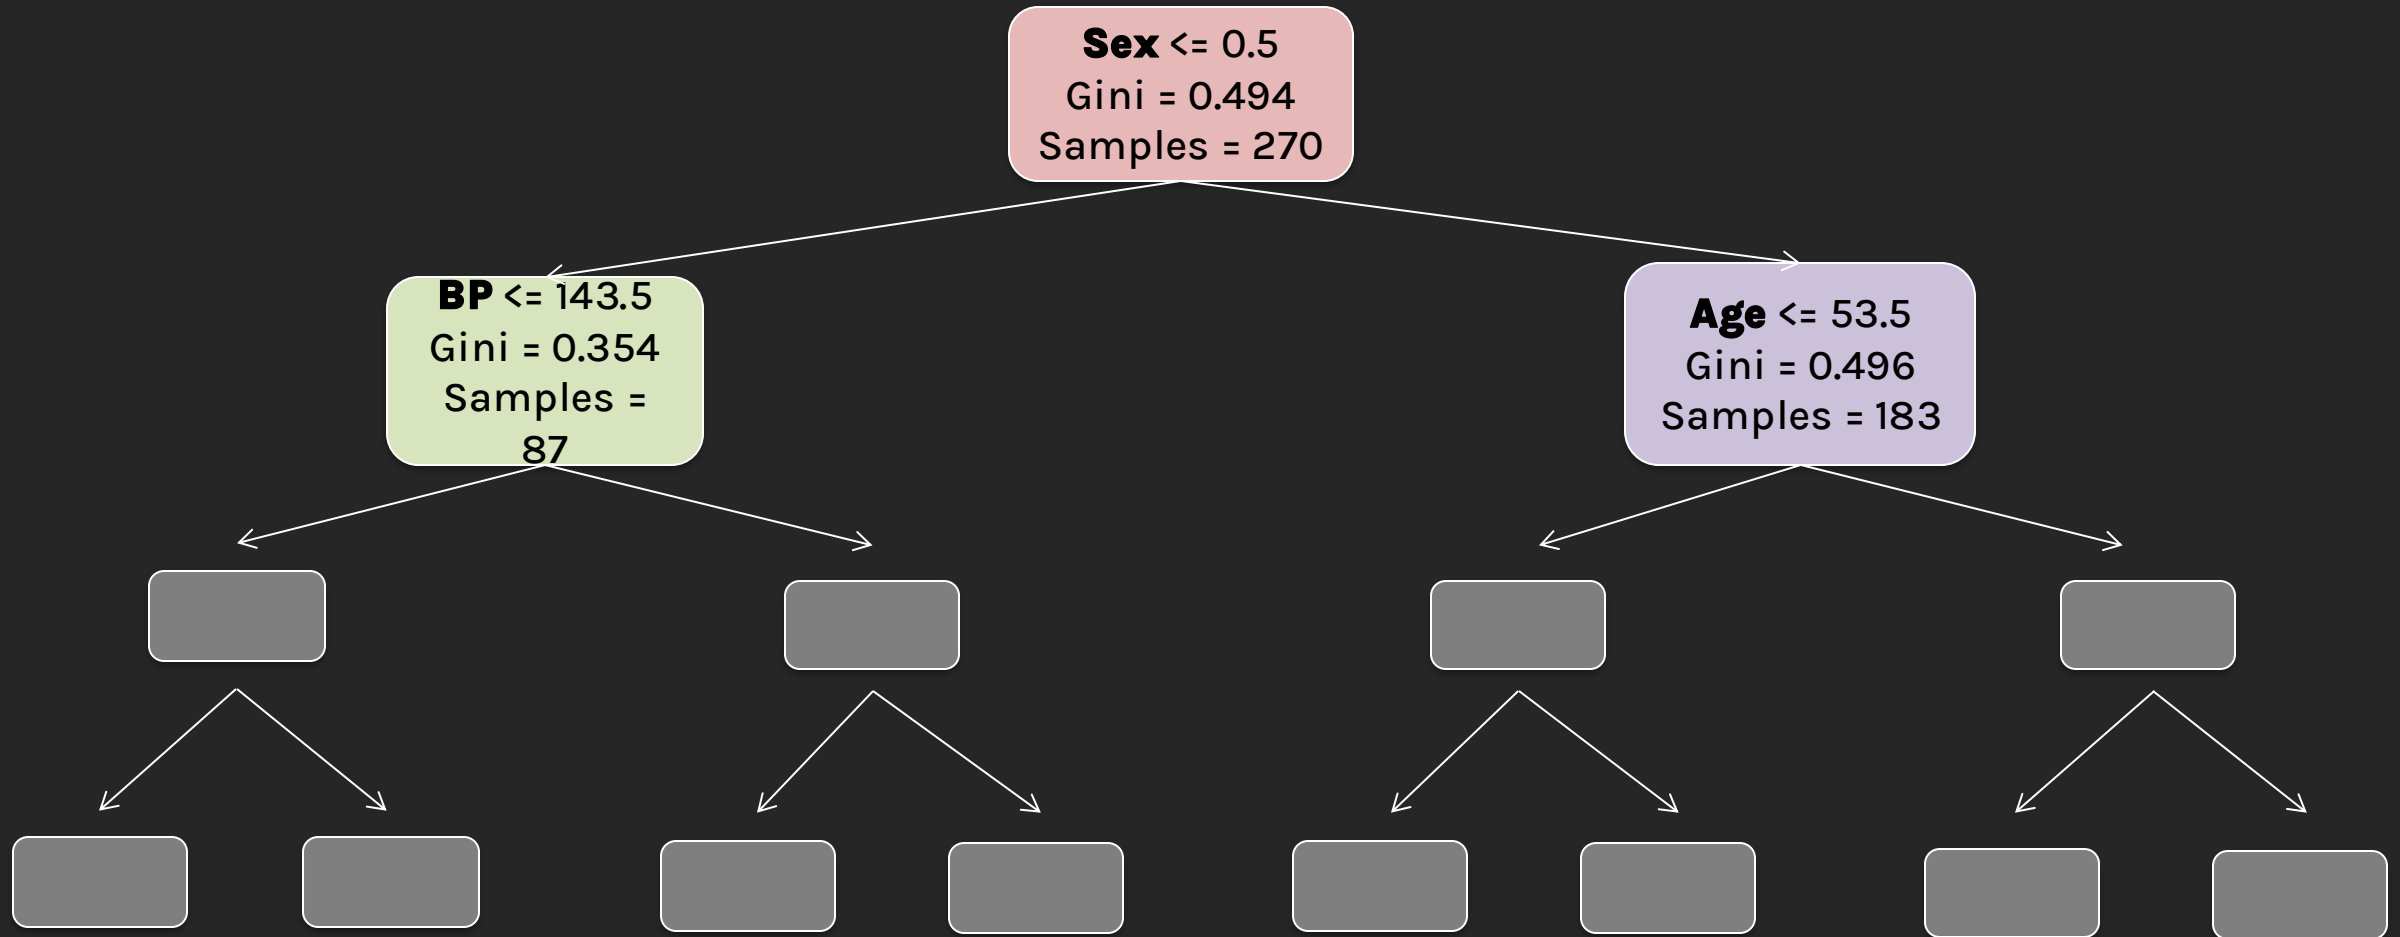 Sex <= 0.5
Gini = 0.494
Samples = 270
BP <= 143.5
Gini = 0.354
Samples =
87
Age <= 53.5
Gini = 0.496
Samples = 183